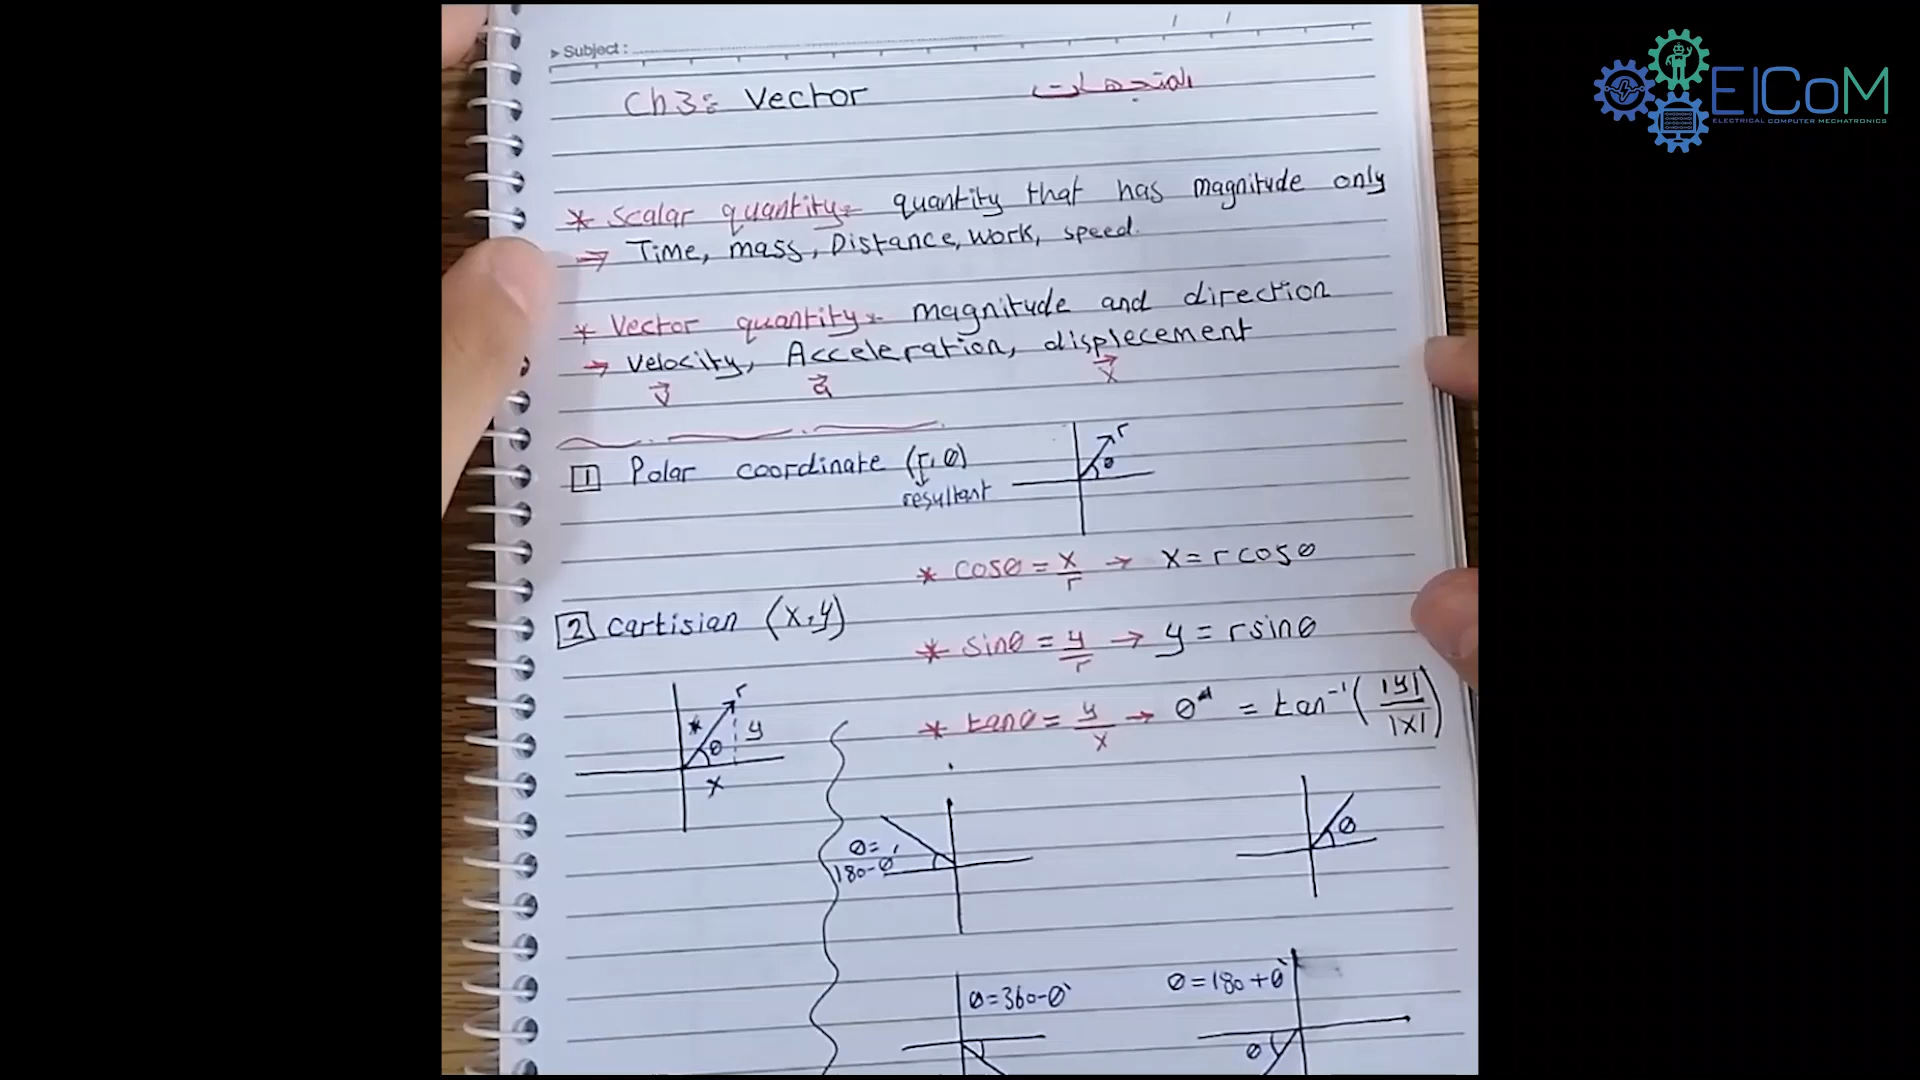 Subject :
Ch3: Vector المتجهات
* Scalar quantity= quantity that has magnitude only
→ Time, mass, Distance, work, speed.
* Vector quantity= magnitude and direction
→ Velocity, Acceleration, displecement
v a x
1 Polar coordinate (r, θ)
resultant
r
θ
* cosθ = x/r → x = r cosθ
2 cartisian (x,y)
* sinθ = y/r → y = r sinθ
* tanθ = y/x → θ' = tan⁻¹(|y|/|x|)
r
* y
θ
x
θ=
180-θ'
θ
θ=360-θ'
θ=180+θ'
θ
EICoM
ELECTRICAL COMPUTER MECHATRONICS